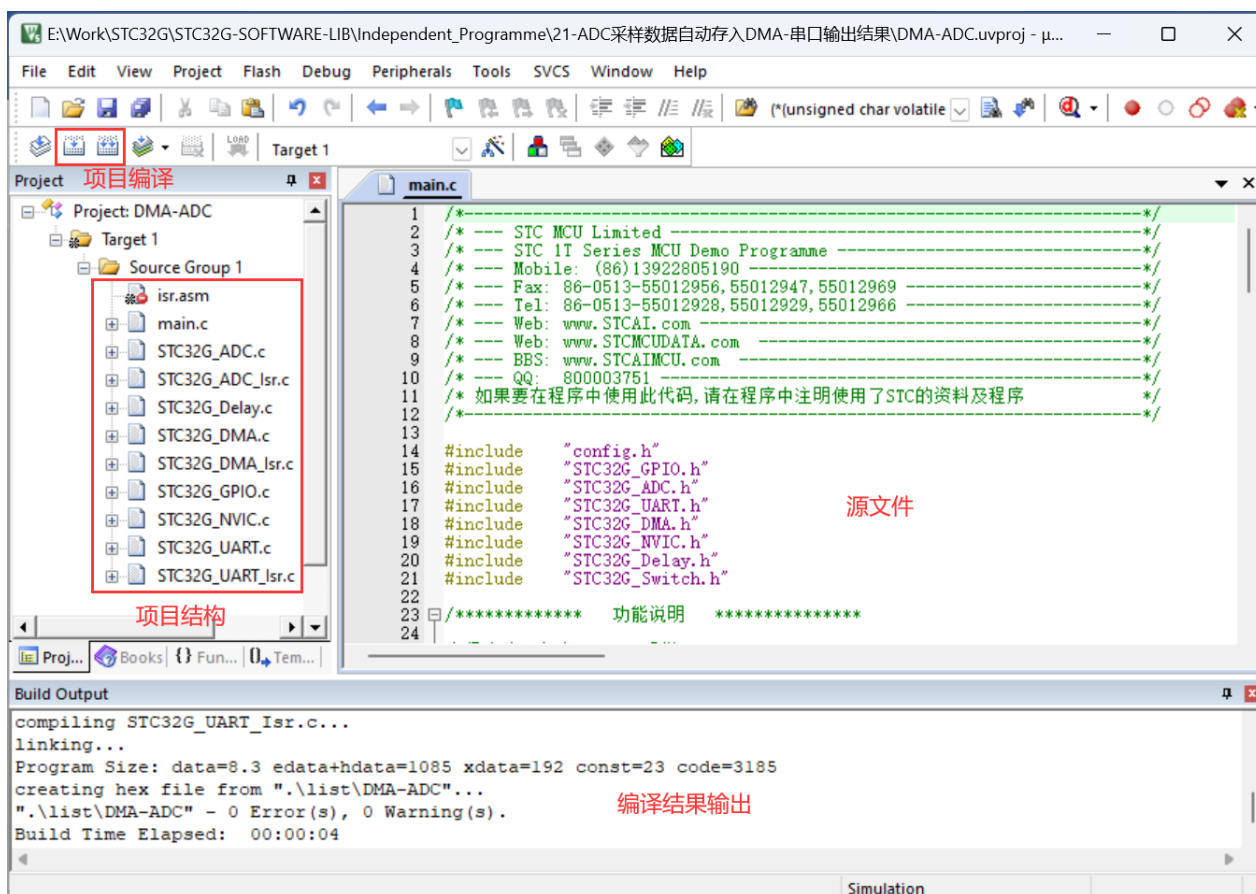 E:\Work\STC32G\STC32G-SOFTWARE-LIB\Independent_Programme\21-ADC采样数据自动存入DMA-串口输出结果\DMA-ADC.uvproj - µ...
File Edit View Project Flash Debug Peripherals Tools SVCS Window Help
(*(unsigned char volatile
LOAD
Target 1
Project 项目编译
main.c
Project: DMA-ADC
Target 1
Source Group 1
isr.asm
main.c
STC32G_ADC.c
STC32G_ADC_Isr.c
STC32G_Delay.c
STC32G_DMA.c
STC32G_DMA_Isr.c
STC32G_GPIO.c
STC32G_NVIC.c
STC32G_UART.c
STC32G_UART_Isr.c
项目结构
Proj... Books {} Fun... Tem...
1 /*---------------------------------------------------------------------*/
2 /* --- STC MCU Limited ------------------------------------------------*/
3 /* --- STC 1T Series MCU Demo Programme -------------------------------*/
4 /* --- Mobile: (86)13922805190 ----------------------------------------*/
5 /* --- Fax: 86-0513-55012956,55012947,55012969 ------------------------*/
6 /* --- Tel: 86-0513-55012928,55012929,55012966 ------------------------*/
7 /* --- Web: www.STCAI.com ---------------------------------------------*/
8 /* --- Web: www.STCMCUDATA.com  ---------------------------------------*/
9 /* --- BBS: www.STCAIMCU.com  -----------------------------------------*/
10 /* --- QQ:  800003751 -------------------------------------------------*/
11 /* 如果要在程序中使用此代码,请在程序中注明使用了STC的资料及程序 */
12 /*---------------------------------------------------------------------*/
13
14 #include "config.h"
15 #include "STC32G_GPIO.h"
16 #include "STC32G_ADC.h"
17 #include "STC32G_UART.h"
18 #include "STC32G_DMA.h"
19 #include "STC32G_NVIC.h"
20 #include "STC32G_Delay.h"
21 #include "STC32G_Switch.h"
22
23 /************* 功能说明 ***************
24
源文件
Build Output
compiling STC32G_UART_Isr.c...
linking...
Program Size: data=8.3 edata+hdata=1085 xdata=192 const=23 code=3185
creating hex file from ".\list\DMA-ADC"...
".\list\DMA-ADC" - 0 Error(s), 0 Warning(s).
Build Time Elapsed:  00:00:04
编译结果输出
Simulation